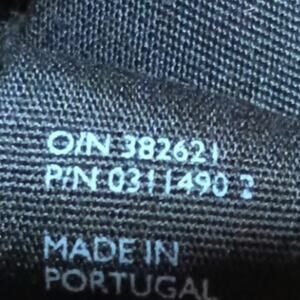 O/N 382621
P/N 0311490 2
MADE IN
PORTUGAL